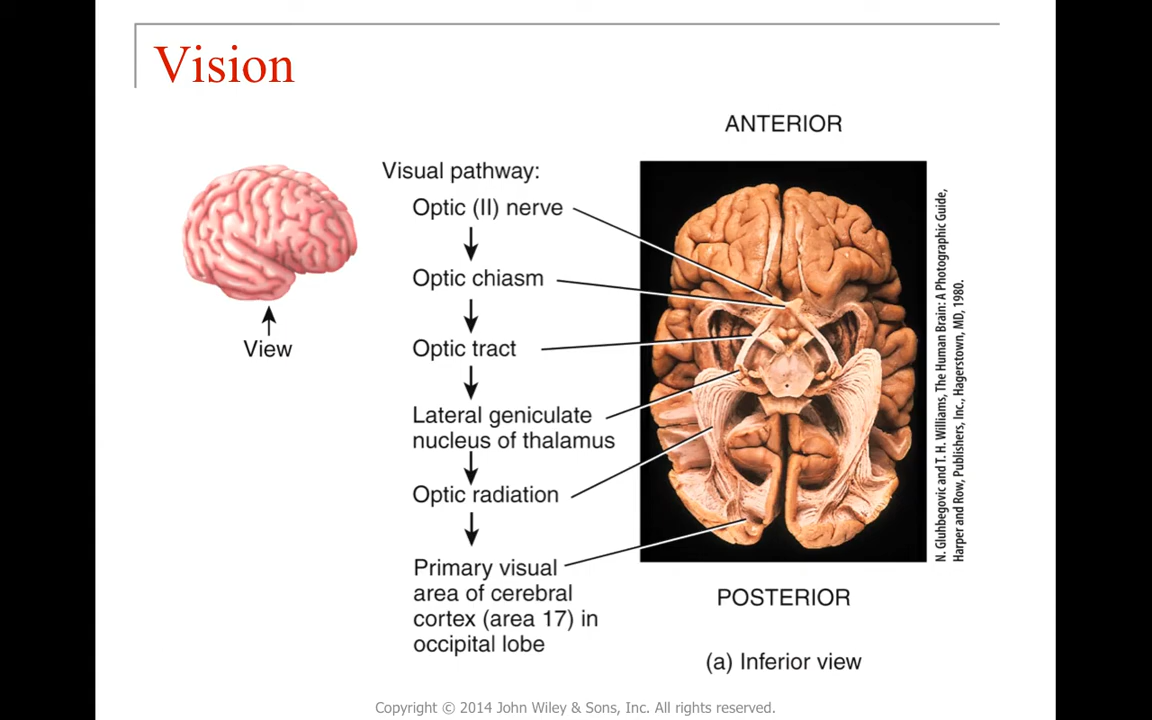 Vision
ANTERIOR
Visual pathway:
Optic (II) nerve
Optic chiasm
View
Optic tract
Lateral geniculate
nucleus of thalamus
Optic radiation
Primary visual
area of cerebral
cortex (area 17) in
occipital lobe
N. Gluhbegovic and T. H. Williams, The Human Brain: A Photographic Guide,
Harper and Row, Publishers, Inc., Hagerstown, MD, 1980.
POSTERIOR
(a) Inferior view
Copyright © 2014 John Wiley & Sons, Inc. All rights reserved.